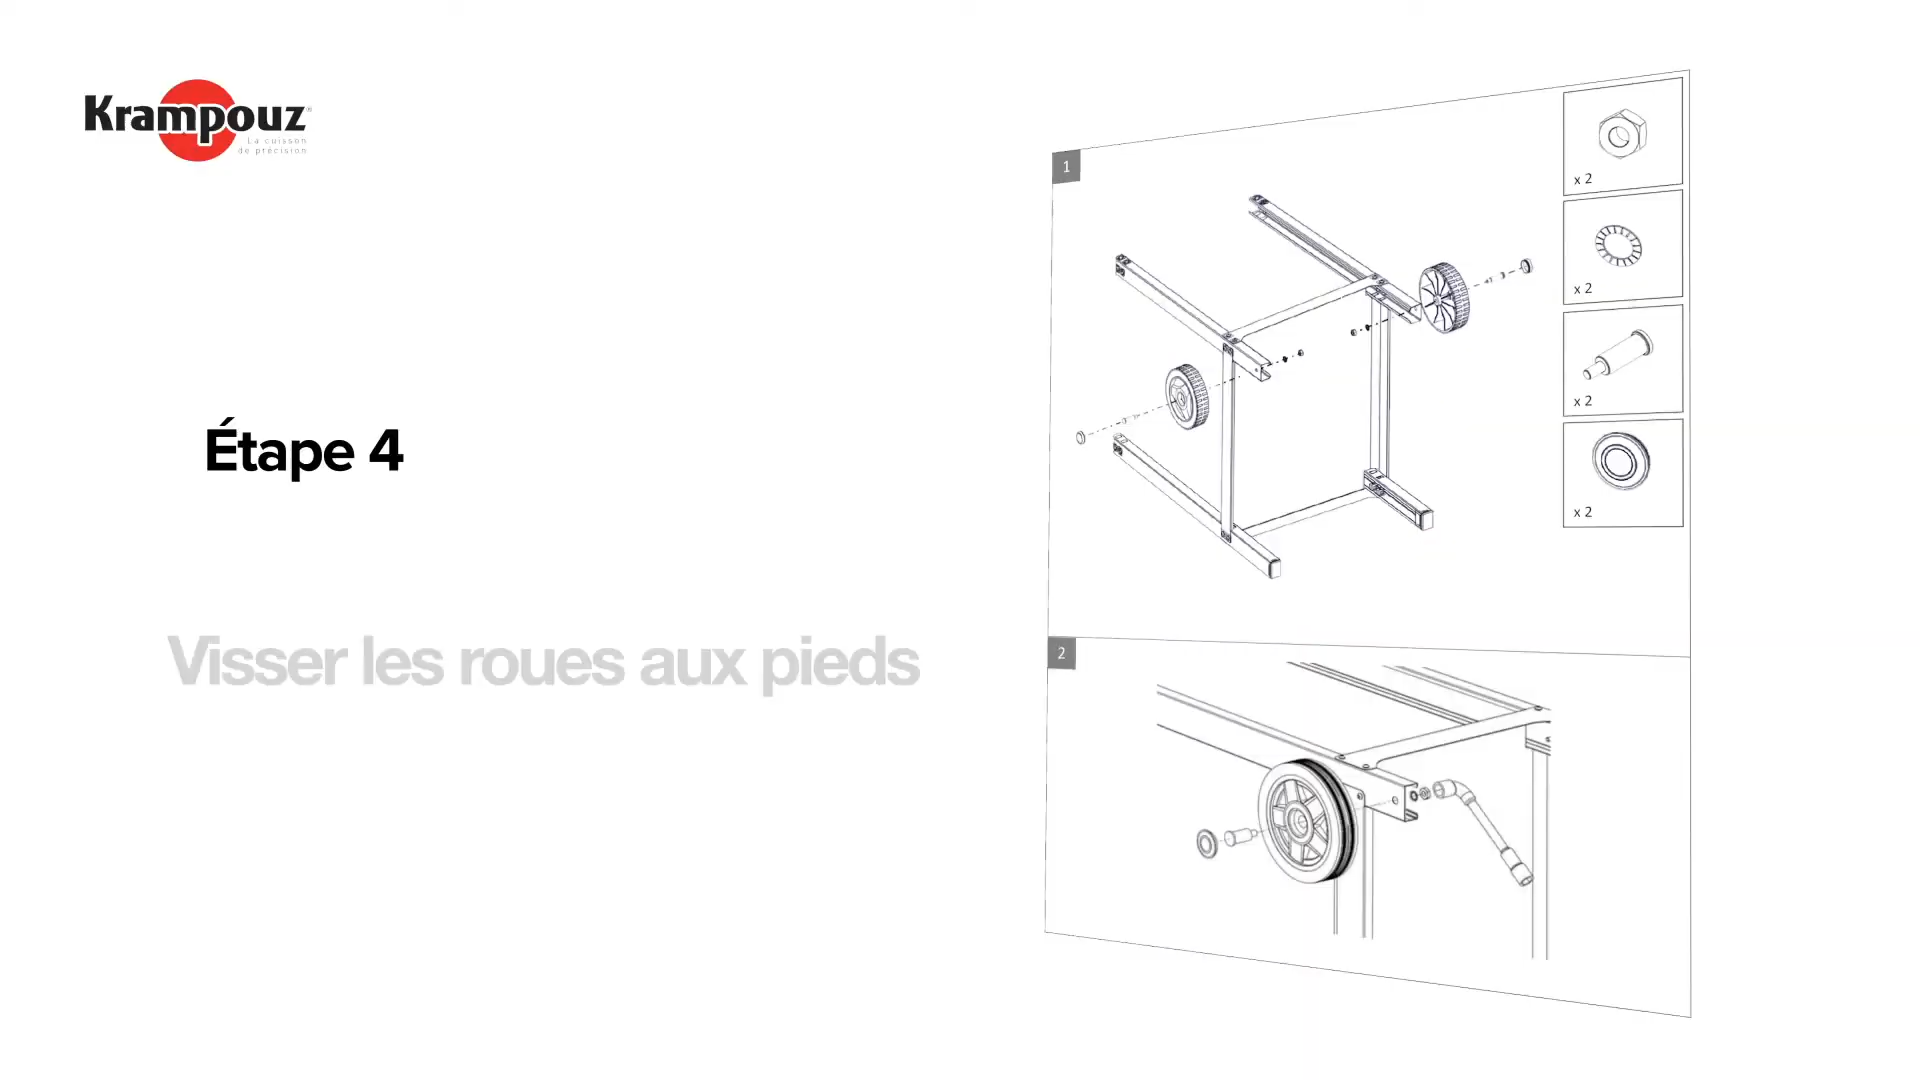 Krampouz®
La cuisson
de précision
Étape 4
Visser les roues aux pieds
1
x 2
x 2
x 2
x 2
2